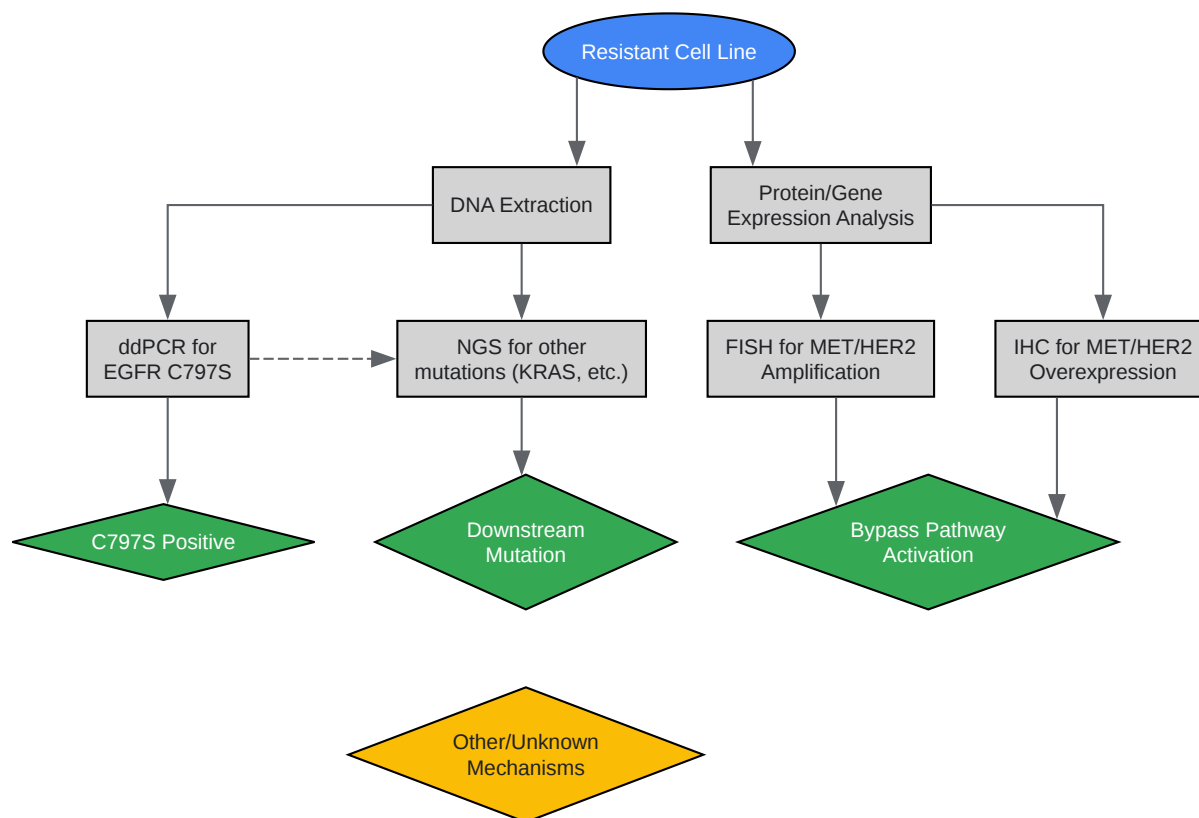 Resistant Cell Line
DNA Extraction
Protein/Gene
Expression Analysis
ddPCR for
EGFR C797S
NGS for other
mutations (KRAS, etc.)
FISH for MET/HER2
Amplification
IHC for MET/HER2
Overexpression
C797S Positive
Downstream
Mutation
Bypass Pathway
Activation
Other/Unknown
Mechanisms